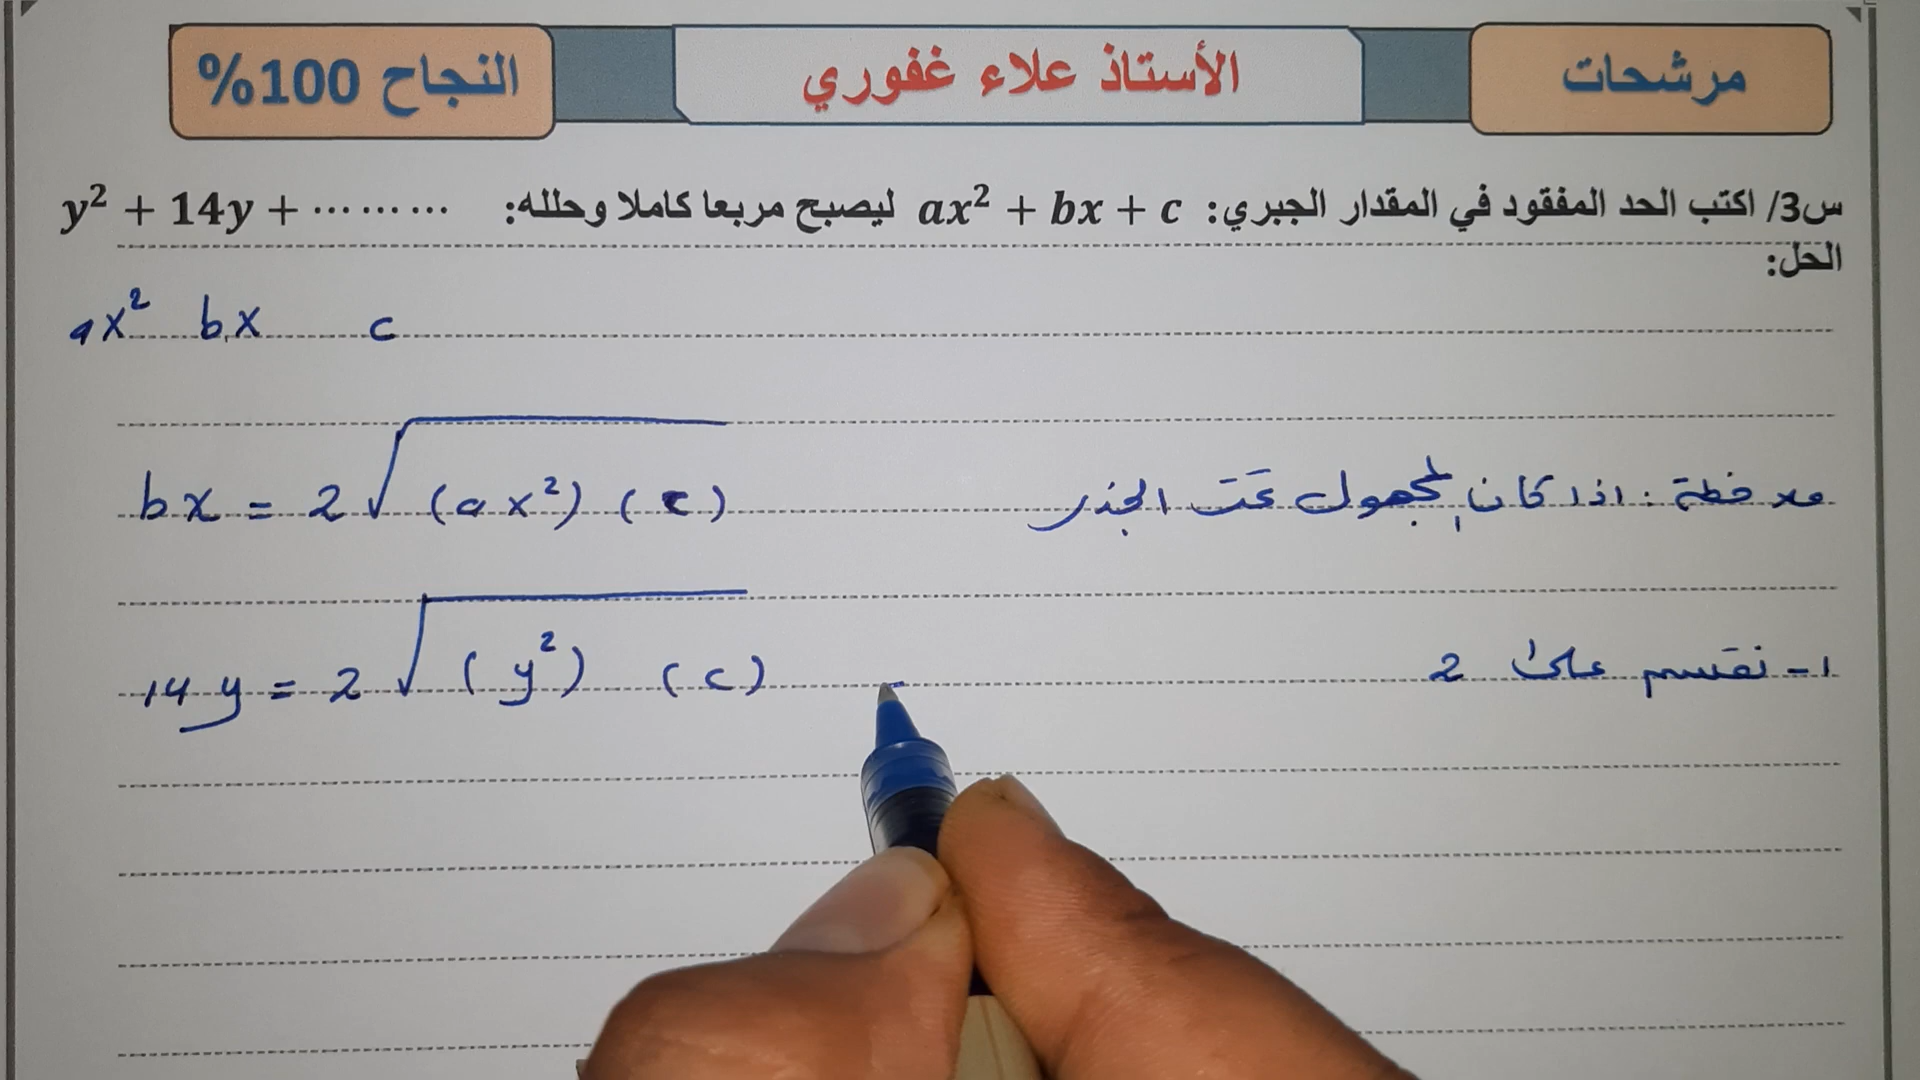 مرشحات
الأستاذ علاء غفوري
النجاح 100%
س3/ اكتب الحد المفقود في المقدار الجبري: ax² + bx + c ليصبح مربعا كاملا وحلله: y² + 14y + ………
الحل:
ax² bx c
ملاحظة: اذا كان المجهول تحت الجذر
bx = 2√(ax²) (c)
1- نقسم على 2
14y = 2√(y²) (c)